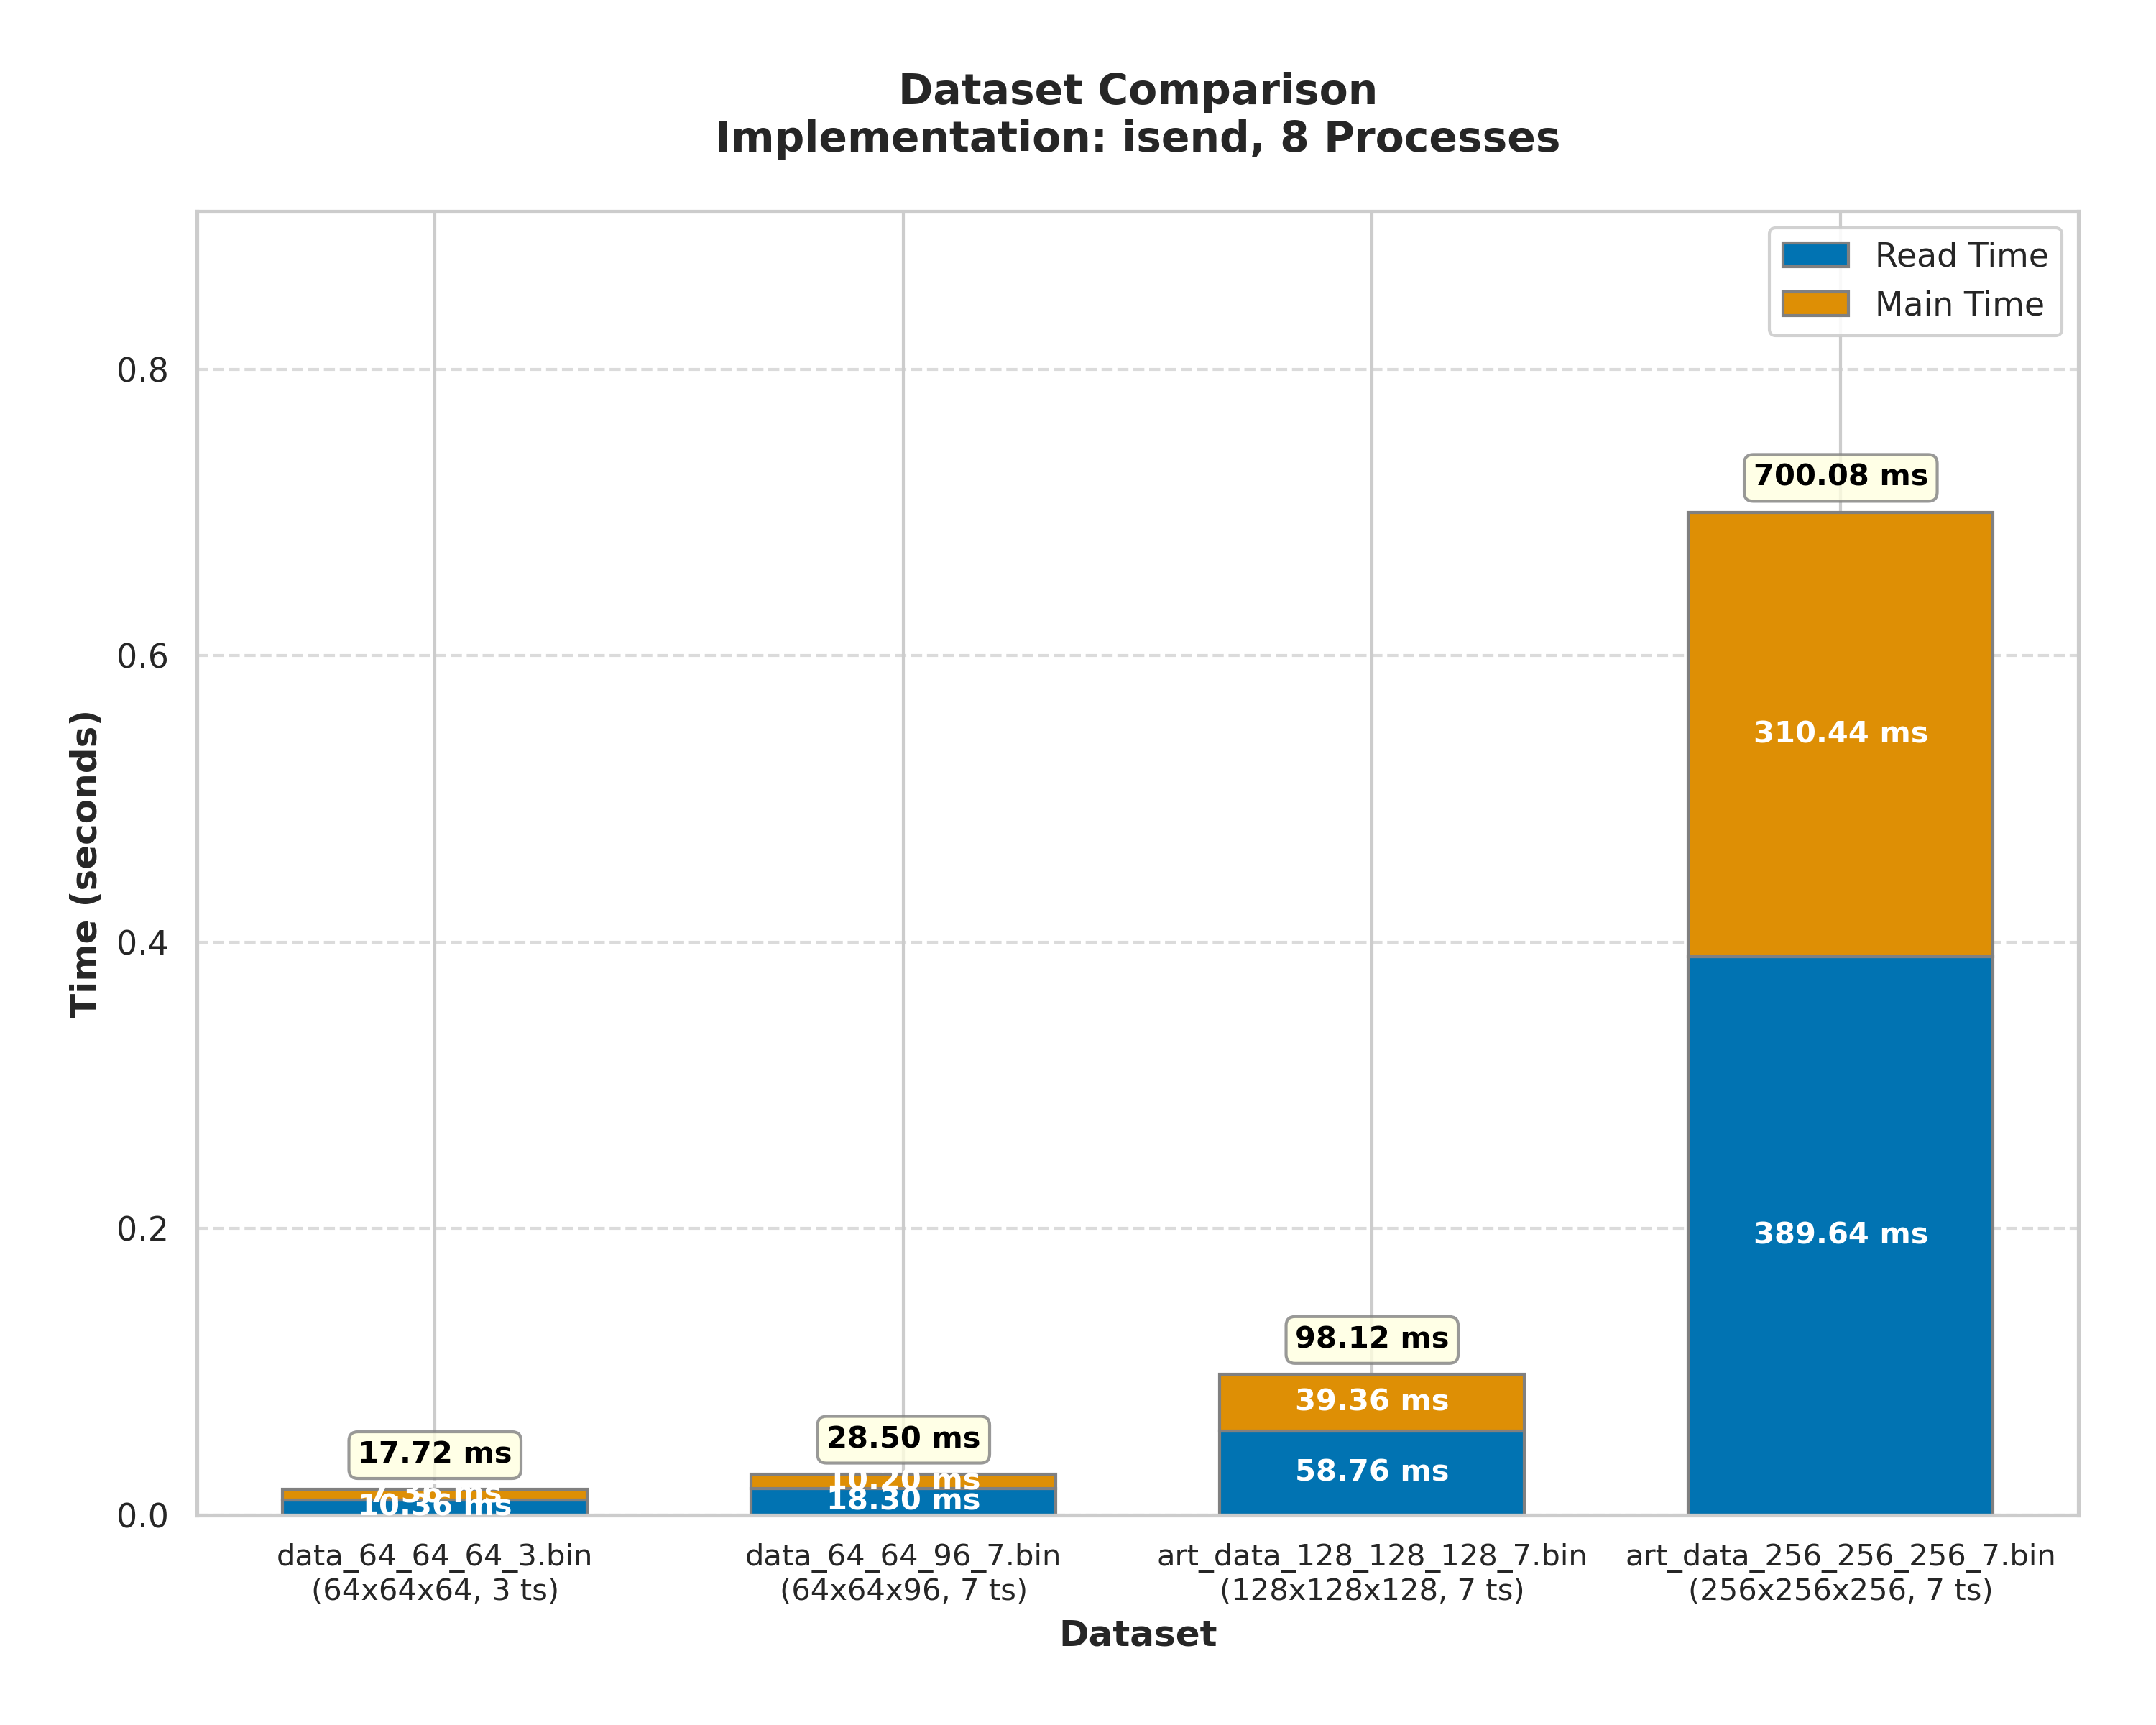 Dataset Comparison
Implementation: isend, 8 Processes
Read Time
Main Time
Time (seconds)
0.8
0.6
0.4
0.2
0.0
700.08 ms
310.44 ms
389.64 ms
98.12 ms
39.36 ms
58.76 ms
28.50 ms
10.20 ms
18.30 ms
17.72 ms
7.36 ms
10.36 ms
data_64_64_64_3.bin
(64x64x64, 3 ts)
data_64_64_96_7.bin
(64x64x96, 7 ts)
art_data_128_128_128_7.bin
(128x128x128, 7 ts)
art_data_256_256_256_7.bin
(256x256x256, 7 ts)
Dataset